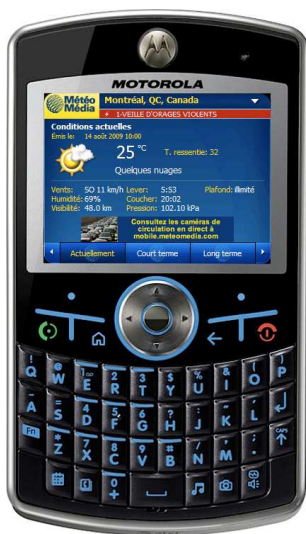 MOTOROLA
Météo Média
Montréal, QC, Canada
1-VEILLE D'ORAGES VIOLENTS
Conditions actuelles
Émis le: 14 août 2009 10:00
25 °C
T. ressentie: 32
Quelques nuages
Vents: SO 11 km/h Lever: 5:53 Plafond: illimité
Humidité: 69% Coucher: 20:02
Visibilité: 48.0 km Pression: 102.10 kPa
Consultez les caméras de
circulation en direct à
mobile.meteomedia.com
Actuellement Court terme Long terme
Q W E R T Y U I O P
A S D F G H J K L
Fn Z X C V B N M . CAPS
0